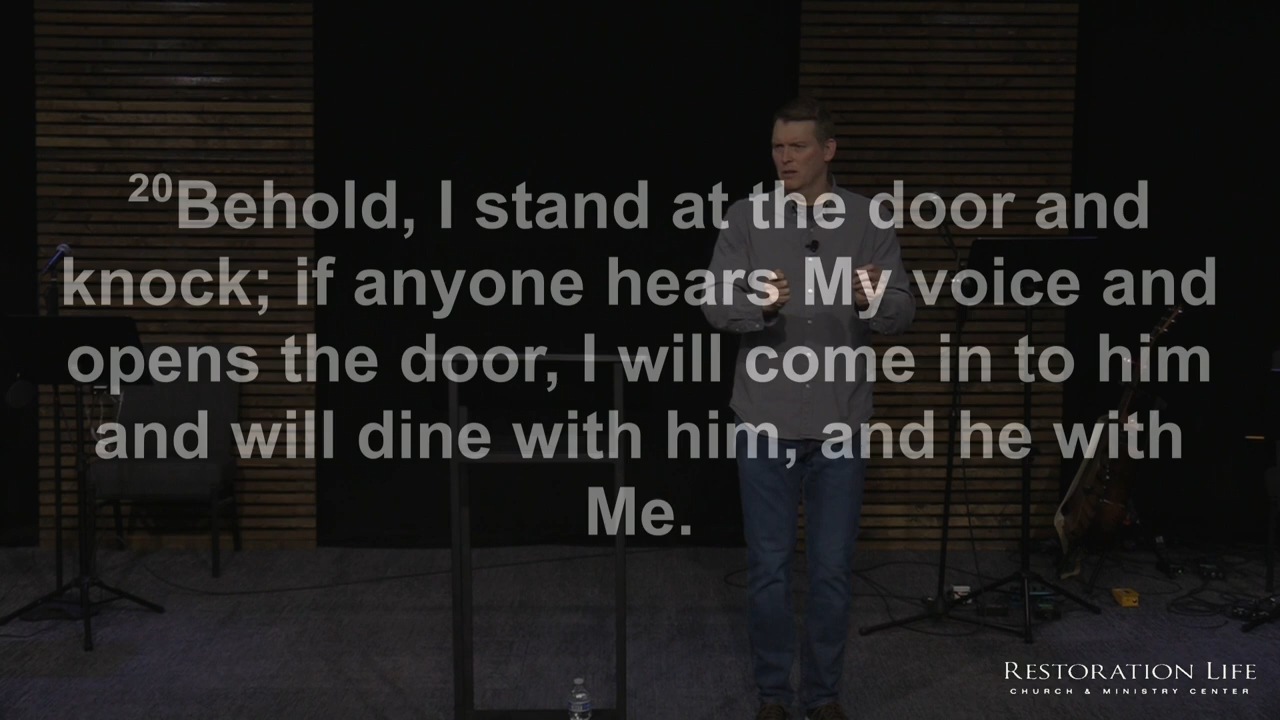 20Behold, I stand at the door and
knock; if anyone hears My voice and
opens the door, I will come in to him
and will dine with him, and he with
Me.
RESTORATION LIFE
CHURCH & MINISTRY CENTER